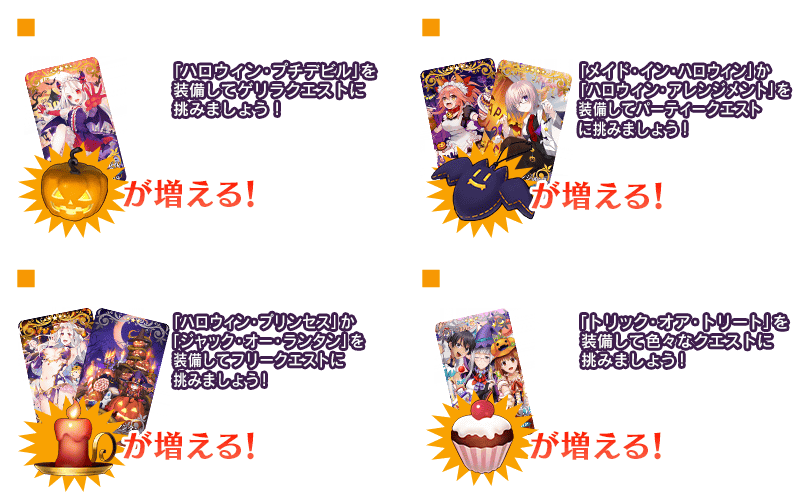 「ハロウィン・プチデビル」を
装備してゲリラクエストに
挑みましょう！
が増える!
「メイド・イン・ハロウィン」か
「ハロウィン・アレンジメント」を
装備してパーティークエスト
に挑みましょう！
が増える!
「ハロウィン・プリンセス」か
「ジャック・オー・ランタン」を
装備してフリークエストに
挑みましょう！
が増える!
「トリック・オア・トリート」を
装備して色々なクエストに
挑みましょう！
が増える!